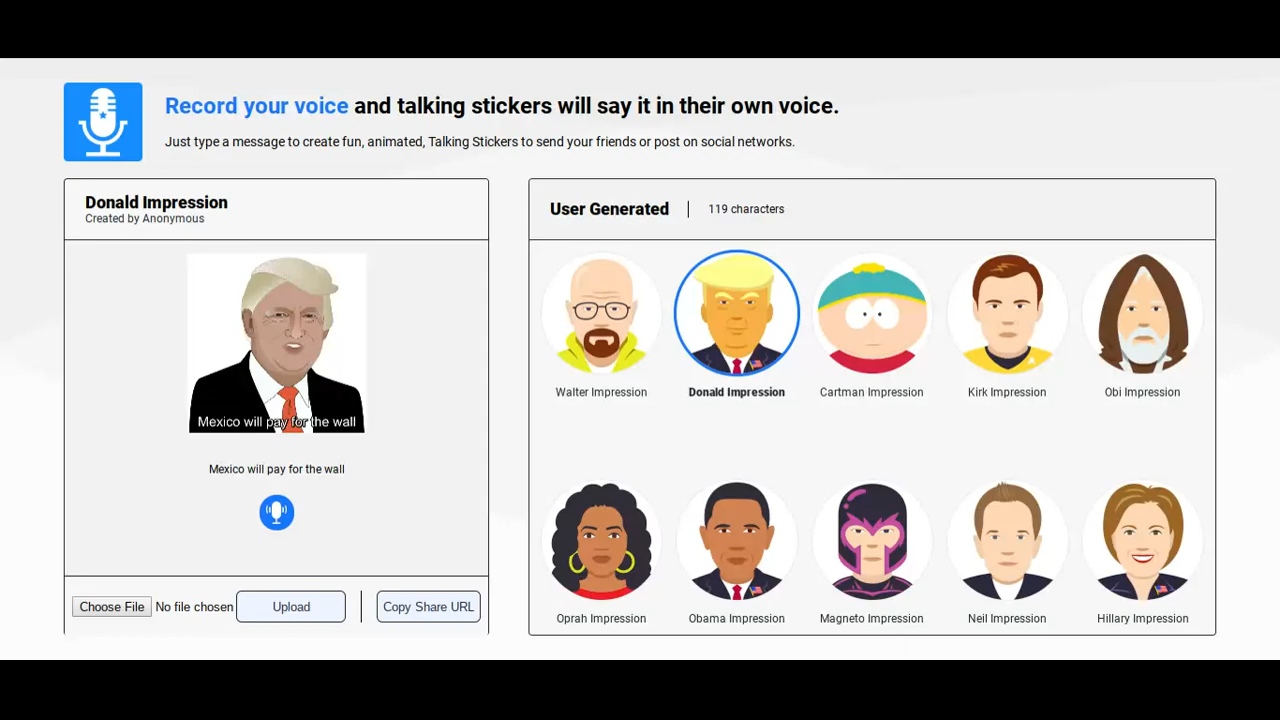 Record your voice and talking stickers will say it in their own voice.
Just type a message to create fun, animated, Talking Stickers to send your friends or post on social networks.
Donald Impression
Created by Anonymous
Mexico will pay for the wall
Mexico will pay for the wall
Choose File No file chosen Upload Copy Share URL
User Generated 119 characters
Walter Impression Donald Impression Cartman Impression Kirk Impression Obi Impression
Oprah Impression Obama Impression Magneto Impression Neil Impression Hillary Impression